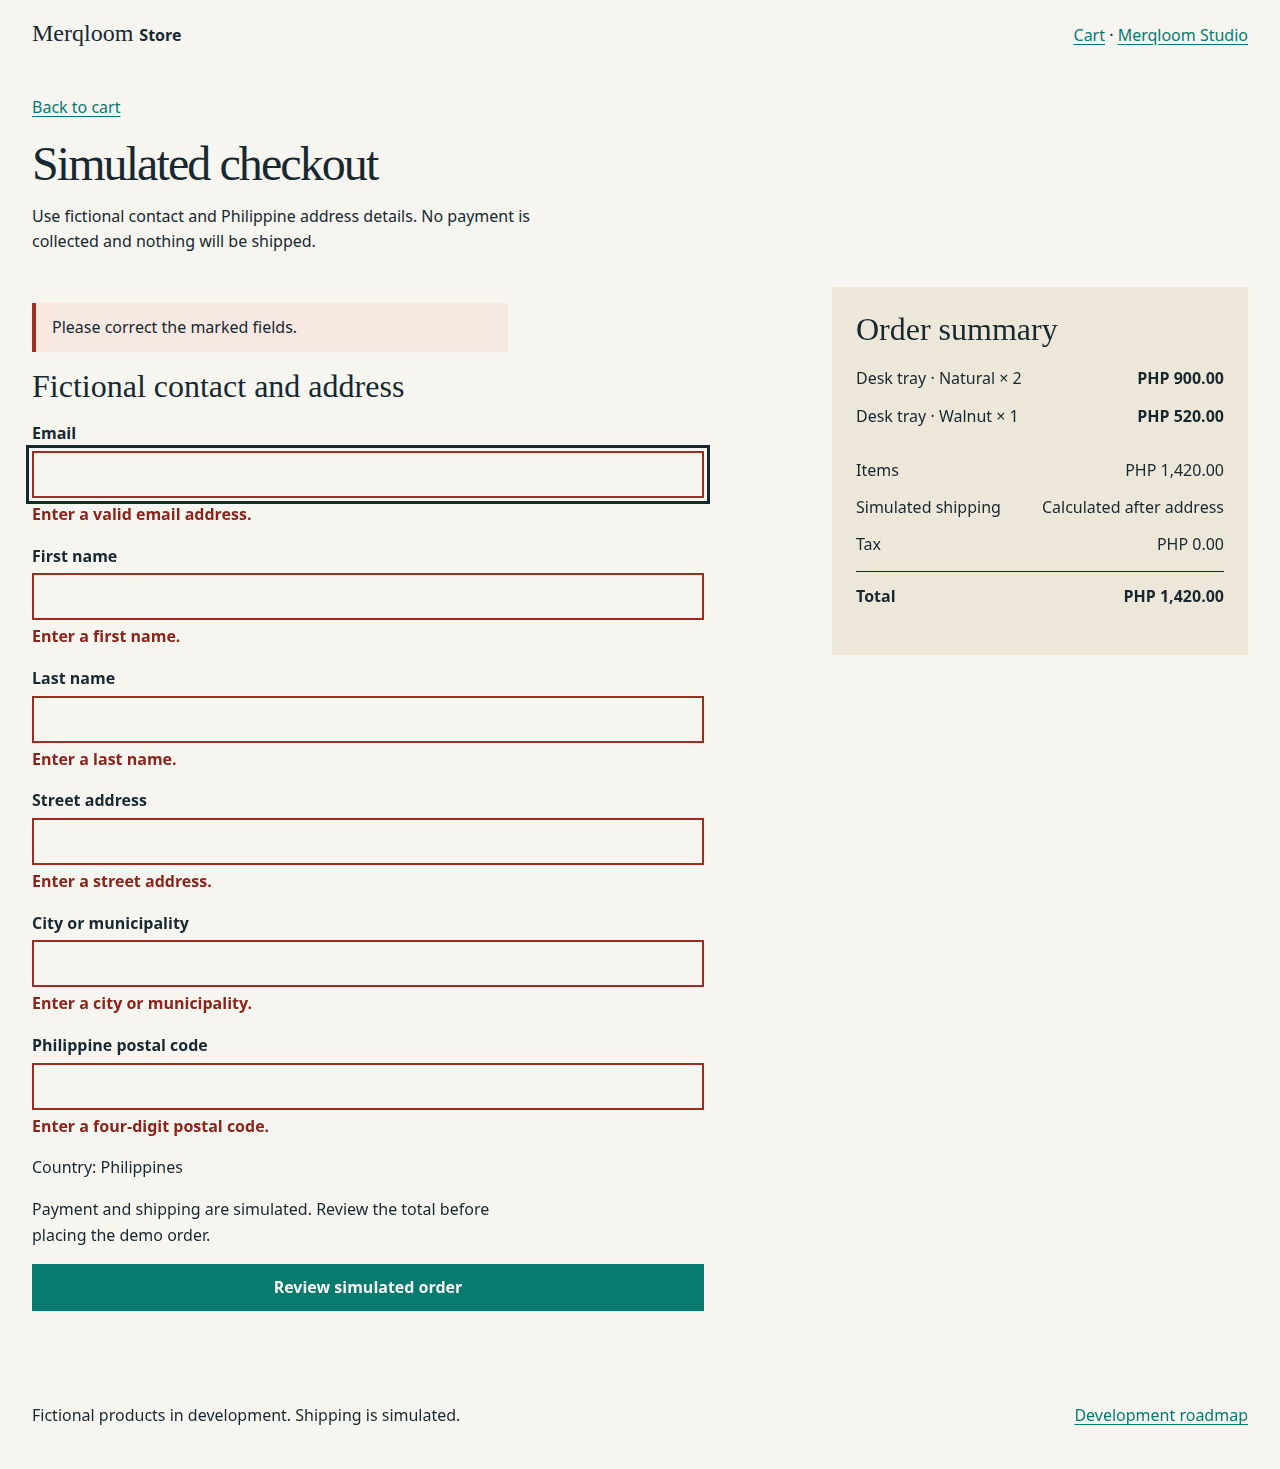 Merqloom Store
Cart · Merqloom Studio
Back to cart
Simulated checkout
Use fictional contact and Philippine address details. No payment is
collected and nothing will be shipped.
Please correct the marked fields.
Fictional contact and address
Email
Enter a valid email address.
First name
Enter a first name.
Last name
Enter a last name.
Street address
Enter a street address.
City or municipality
Enter a city or municipality.
Philippine postal code
Enter a four-digit postal code.
Country: Philippines
Payment and shipping are simulated. Review the total before
placing the demo order.
Review simulated order
Order summary
Desk tray · Natural × 2 PHP 900.00
Desk tray · Walnut × 1 PHP 520.00
Items PHP 1,420.00
Simulated shipping Calculated after address
Tax PHP 0.00
Total PHP 1,420.00
Fictional products in development. Shipping is simulated.
Development roadmap